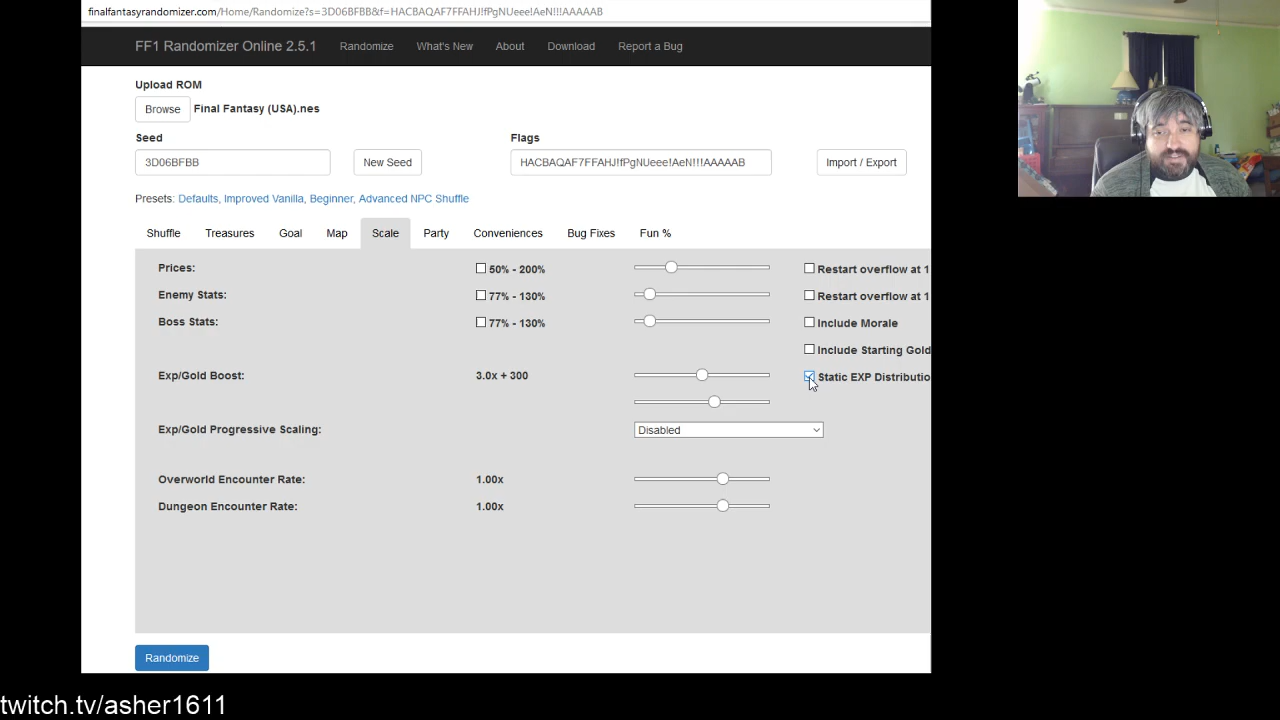 finalfantasyrandomizer.com/Home/Randomize?s=3D06BFBB&f=HACBAQAF7FFAHJ!fPgNUeee!AeN!!!AAAAAB
FF1 Randomizer Online 2.5.1 Randomize What's New About Download Report a Bug
Upload ROM
Browse Final Fantasy (USA).nes
Seed Flags
3D06BFBB New Seed HACBAQAF7FFAHJ!fPgNUeee!AeN!!!AAAAAB Import / Export
Presets: Defaults, Improved Vanilla, Beginner, Advanced NPC Shuffle
Shuffle Treasures Goal Map Scale Party Conveniences Bug Fixes Fun %
Prices: 50% - 200% Restart overflow at 1
Enemy Stats: 77% - 130% Restart overflow at 1
Boss Stats: 77% - 130% Include Morale
Include Starting Gold
Exp/Gold Boost: 3.0x + 300 Static EXP Distributio
Exp/Gold Progressive Scaling: Disabled
Overworld Encounter Rate: 1.00x
Dungeon Encounter Rate: 1.00x
Randomize
twitch.tv/asher1611